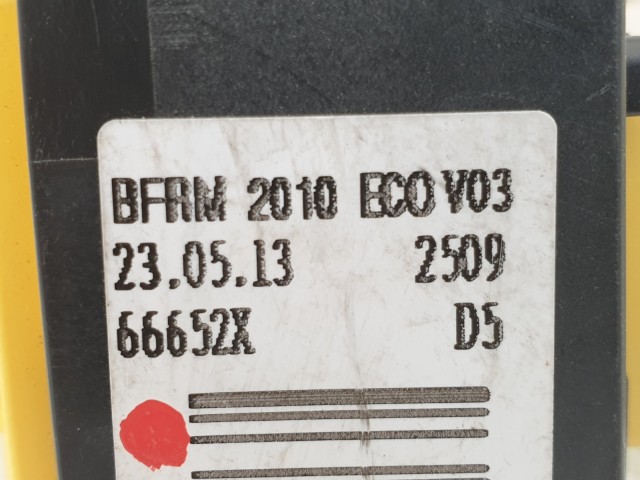 BFRM 2010 ECO V03
23.05.13 2509
66652X D5